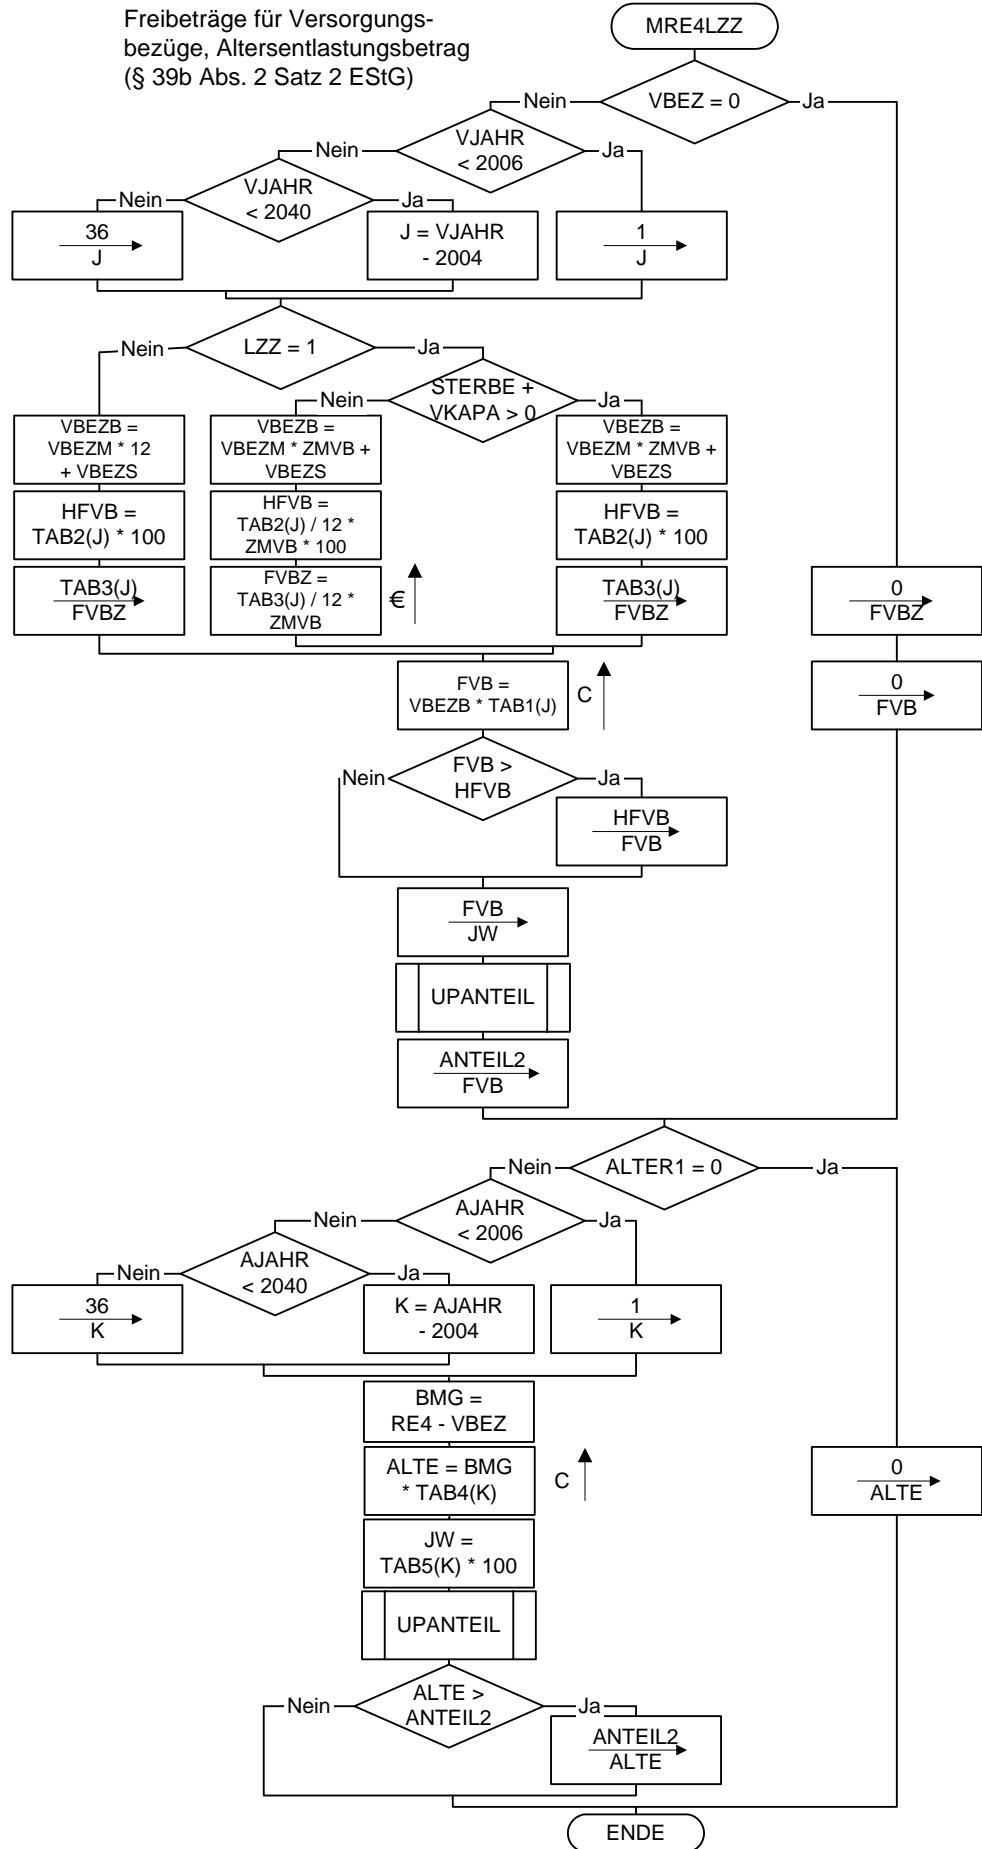 Freibeträge für Versorgungs-
bezüge, Altersentlastungsbetrag
(§ 39b Abs. 2 Satz 2 EStG)
MRE4LZZ
VBEZ = 0
Nein
Ja
VJAHR
< 2006
Nein
Ja
VJAHR
< 2040
Nein
Ja
36
J
J = VJAHR
- 2004
1
J
LZZ = 1
Nein
Ja
STERBE +
VKAPA > 0
Nein
Ja
VBEZB =
VBEZM * 12
+ VBEZS
VBEZB =
VBEZM * ZMVB +
VBEZS
VBEZB =
VBEZM * ZMVB +
VBEZS
HFVB =
TAB2(J) * 100
HFVB =
TAB2(J) / 12 *
ZMVB * 100
HFVB =
TAB2(J) * 100
TAB3(J)
FVBZ
FVBZ =
TAB3(J) / 12 *
ZMVB
€
TAB3(J)
FVBZ
0
FVBZ
FVB =
VBEZB * TAB1(J)
C
0
FVB
FVB >
HFVB
Nein
Ja
HFVB
FVB
FVB
JW
UPANTEIL
ANTEIL2
FVB
ALTER1 = 0
Nein
Ja
AJAHR
< 2006
Nein
Ja
AJAHR
< 2040
Nein
Ja
36
K
K = AJAHR
- 2004
1
K
BMG =
RE4 - VBEZ
ALTE = BMG
* TAB4(K)
C
0
ALTE
JW =
TAB5(K) * 100
UPANTEIL
ALTE >
ANTEIL2
Nein
Ja
ANTEIL2
ALTE
ENDE